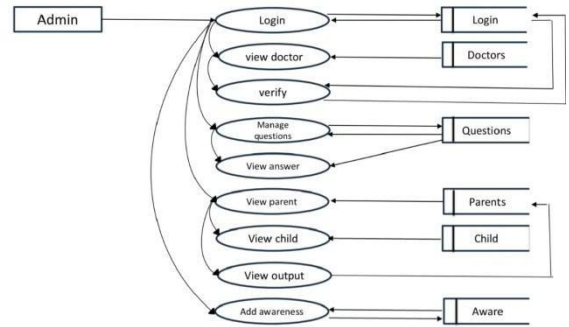 Admin
Login
Login
view doctor
Doctors
verify
Manage
questions
Questions
View answer
View parent
Parents
View child
Child
View output
Add awareness
Aware